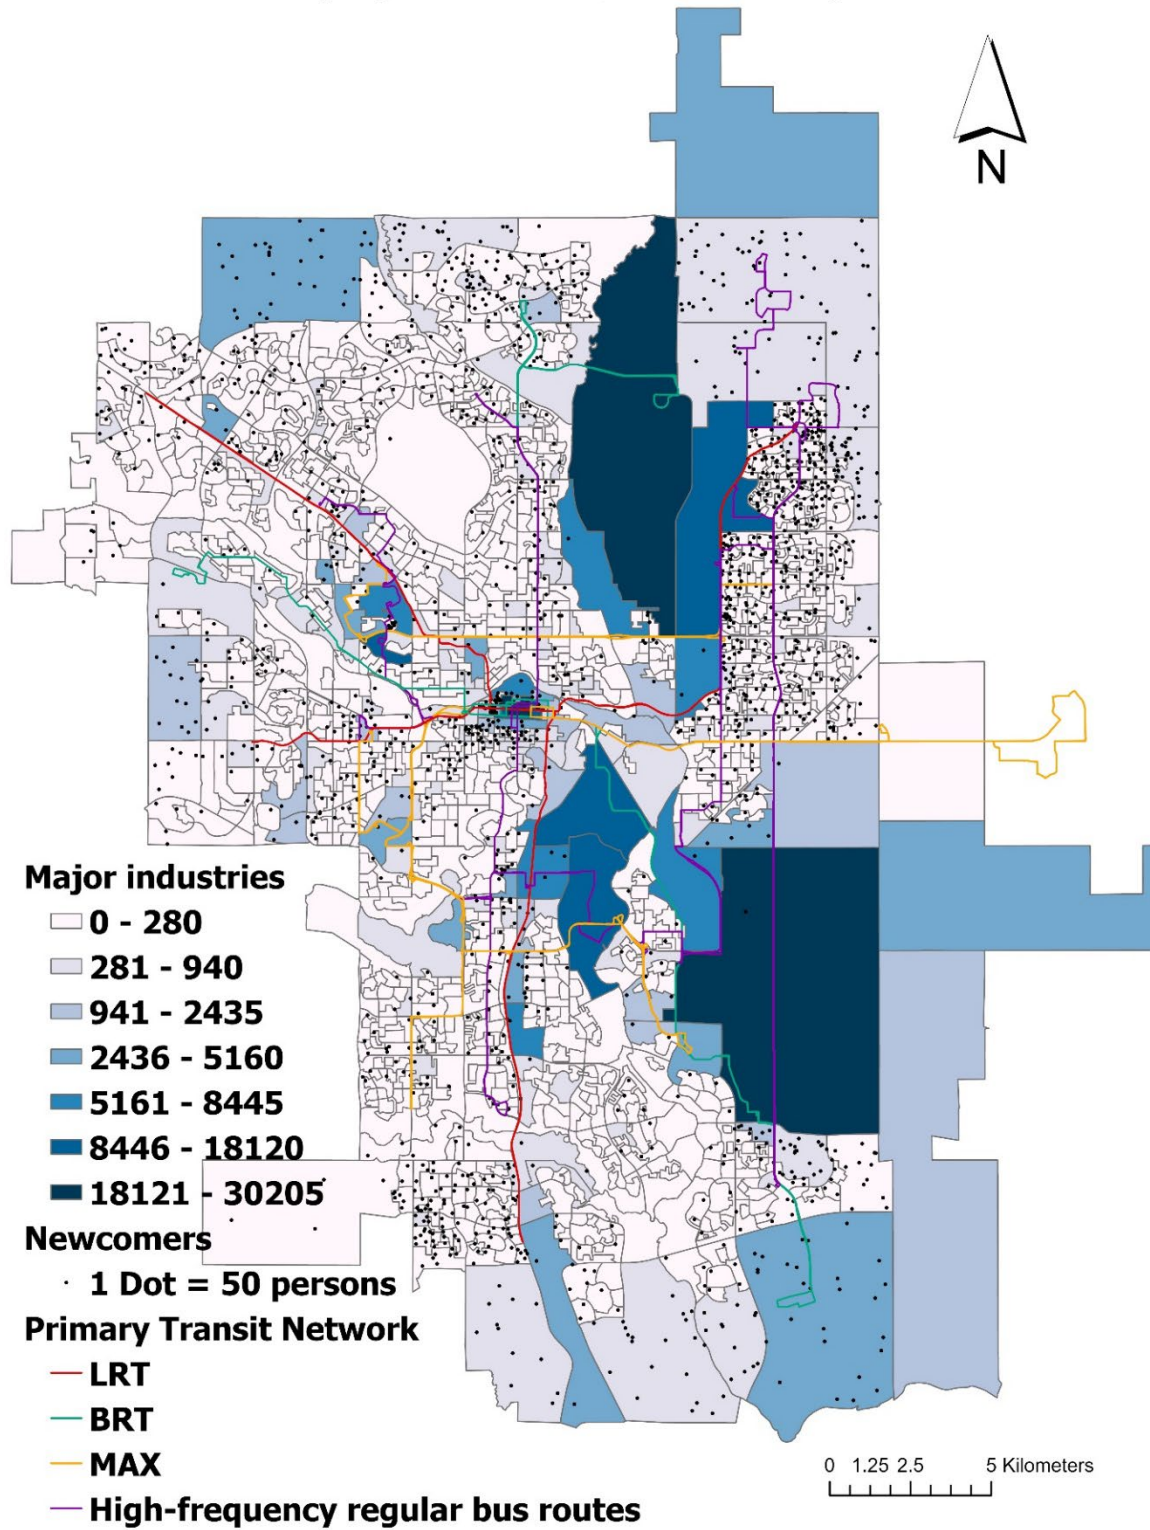 N
Major industries
0 - 280
281 - 940
941 - 2435
2436 - 5160
5161 - 8445
8446 - 18120
18121 - 30205
Newcomers
1 Dot = 50 persons
Primary Transit Network
LRT
BRT
MAX
High-frequency regular bus routes
0 1.25 2.5 5 Kilometers